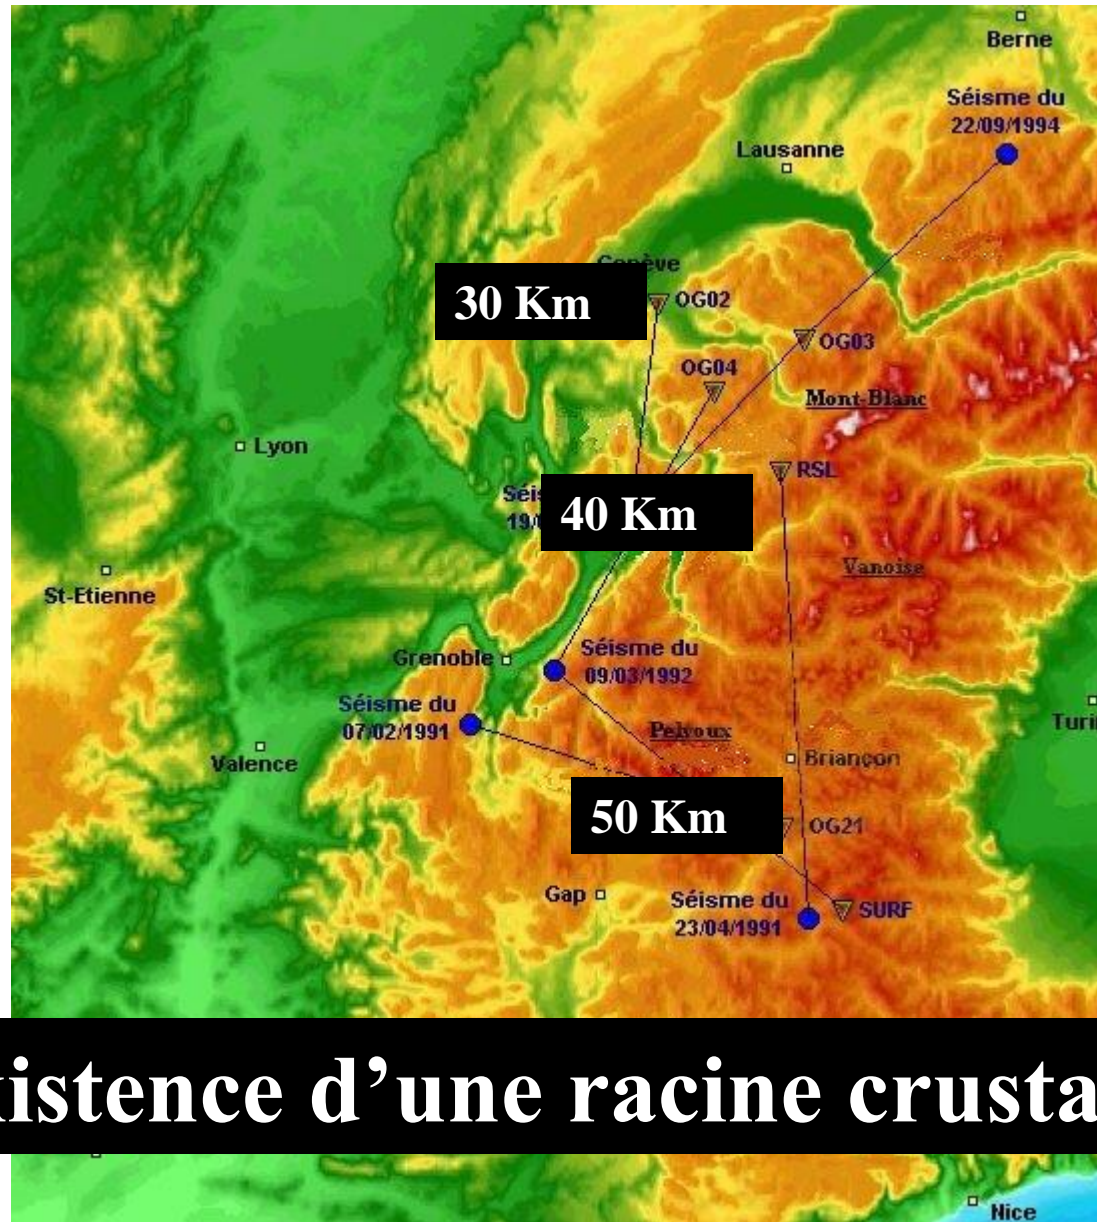 Berne
Séisme du
22/09/1994
Lausanne
30 Km
OG02
OG03
OG04
Mont-Blanc
Lyon
RSL
40 Km
Vanoise
St-Etienne
Grenoble
Séisme du
09/03/1992
Séisme du
07/02/1991
Pelvoux
Valence
Briançon
50 Km
OG21
Gap
Séisme du
23/04/1991
SURF
d’une racine
Nice